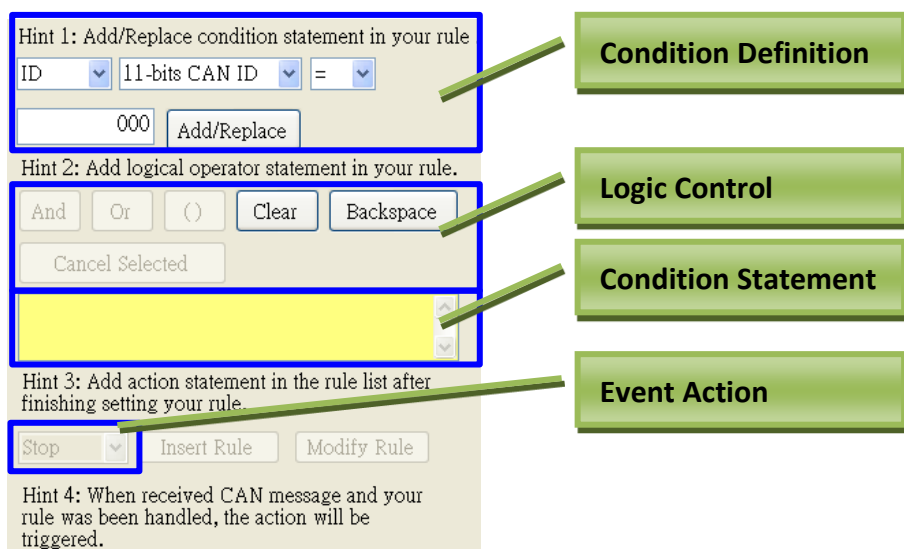 Hint 1: Add/Replace condition statement in your rule
ID 11-bits CAN ID =
000 Add/Replace
Hint 2: Add logical operator statement in your rule.
And Or () Clear Backspace
Cancel Selected
Hint 3: Add action statement in the rule list after
finishing setting your rule.
Stop Insert Rule Modify Rule
Hint 4: When received CAN message and your
rule was been handled, the action will be
triggered.
Condition Definition
Logic Control
Condition Statement
Event Action